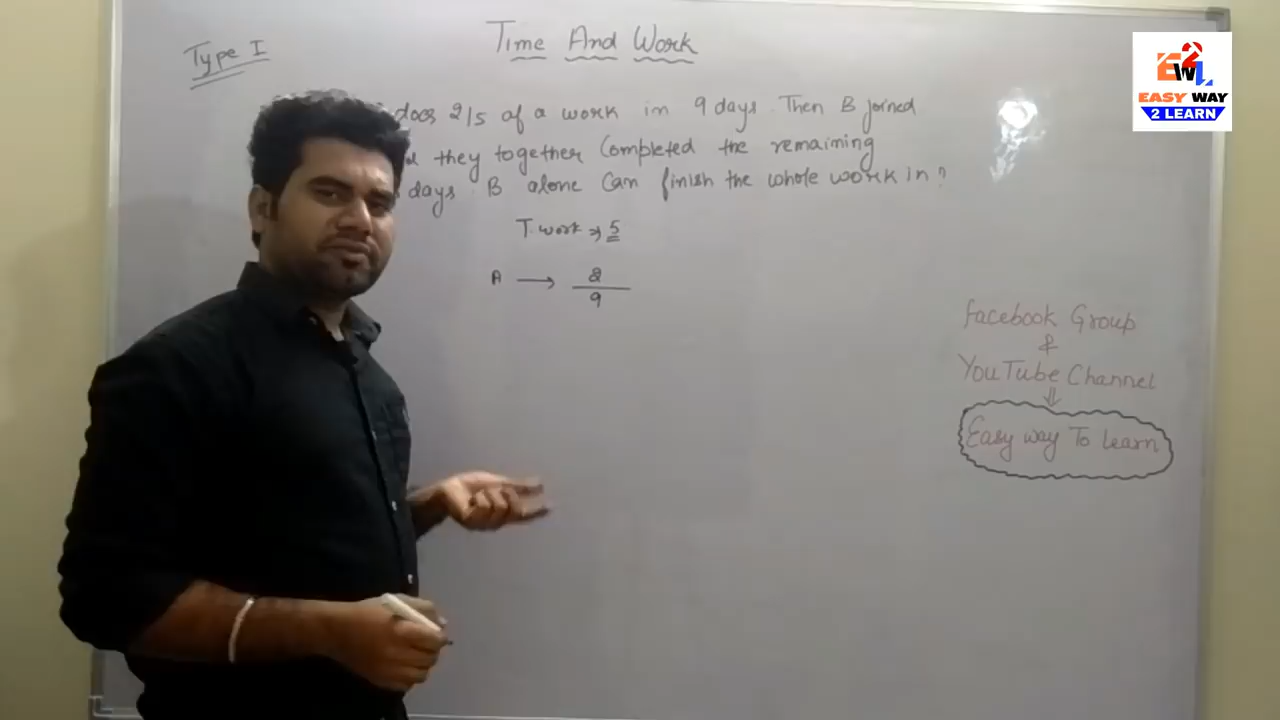 Type I
Time And Work
does 2/5 of a work in 9 days Then B joined
they together Completed the remaining
days. B alone Can finish the whole work in?
T. work → 5
A → 2
9
Facebook Group
&
YouTube Channel
⇓
Easy way To Learn
E2L
W
EASY WAY
2 LEARN